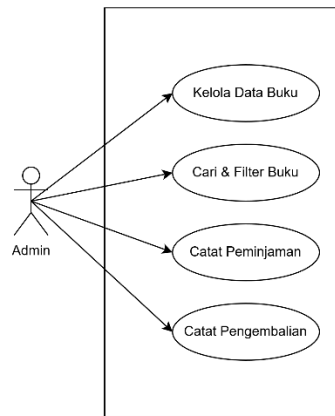 Kelola Data Buku
Cari & Filter Buku
Admin
Catat Peminjaman
Catat Pengembalian